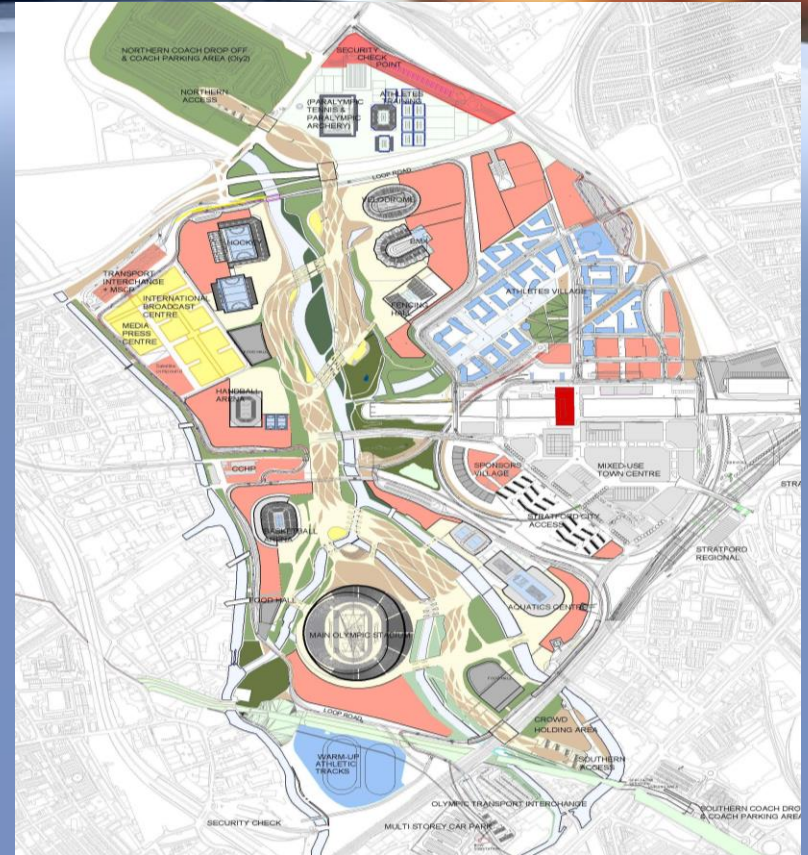 NORTHERN COACH DROP OFF
& COACH PARKING AREA (Oly2)
SECURITY
CHECK
POINT
NORTHERN
ACCESS
(PARALYMPIC
TENNIS &
PARALYMPIC
ARCHERY)
ATHLETES
TRAINING
LOOP ROAD
VELODROME
HOCKEY
BMX
TRANSPORT
INTERCHANGE
+ MSCP
INTERNATIONAL
BROADCAST
CENTRE
MEDIA
PRESS
CENTRE
ATHLETES VILLAGE
FENCING
HALL
HANDBALL
ARENA
CCHP
SPONSORS
VILLAGE
MIXED-USE
TOWN CENTRE
STRA
STRATFORD CITY
ACCESS
BASKETBALL
ARENA
STRATFORD
REGIONAL
FOOD HALL
AQUATICS CENTRE
MAIN OLYMPIC STADIUM
LOOP ROAD
CROWD
HOLDING AREA
WARM-UP
ATHLETIC
TRACKS
SOUTHERN
ACCESS
OLYMPIC TRANSPORT INTERCHANGE
SOUTHERN COACH DRO
& COACH PARKING AREA
SECURITY CHECK
MULTI STOREY CAR PARK